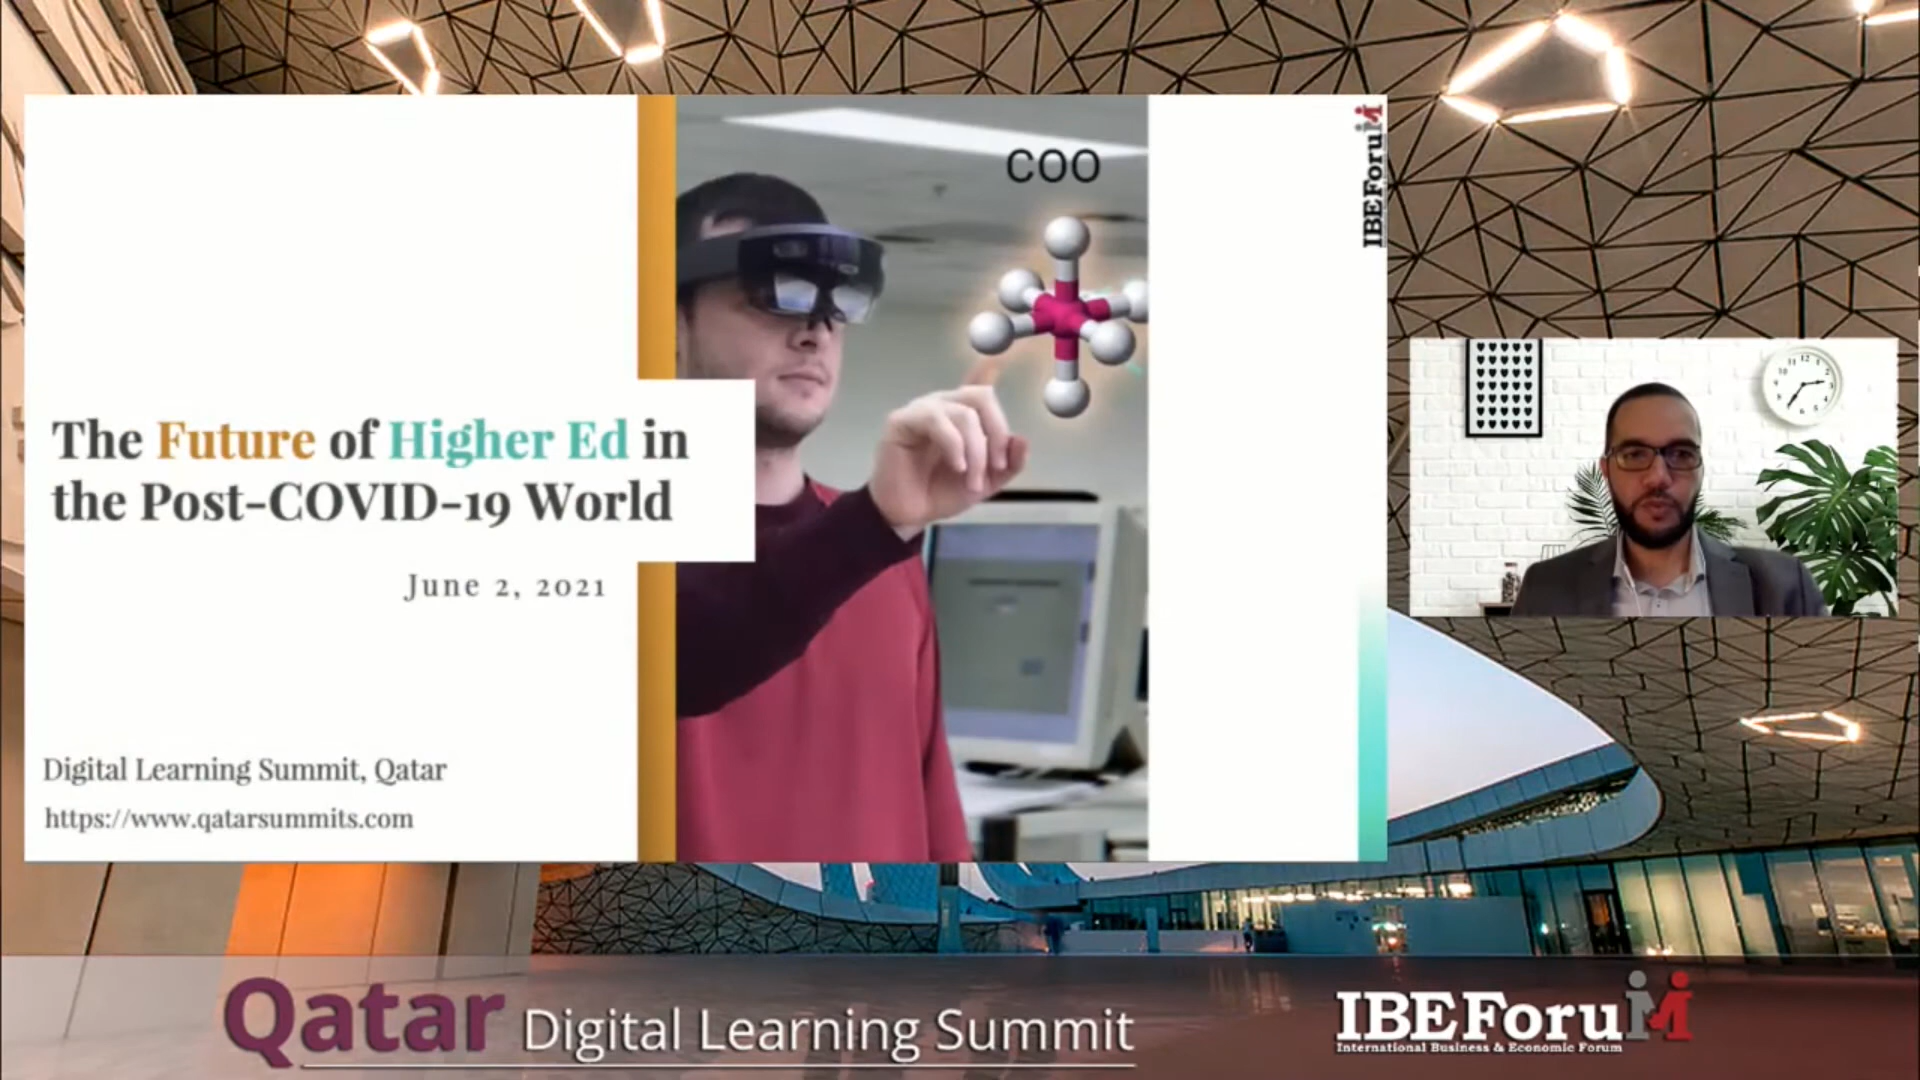 COO
IBEForuM
The Future of Higher Ed in
the Post-COVID-19 World
June 2, 2021
Digital Learning Summit, Qatar
https://www.qatarsummits.com
Qatar Digital Learning Summit
IBEForuM
International Business & Economic Forum